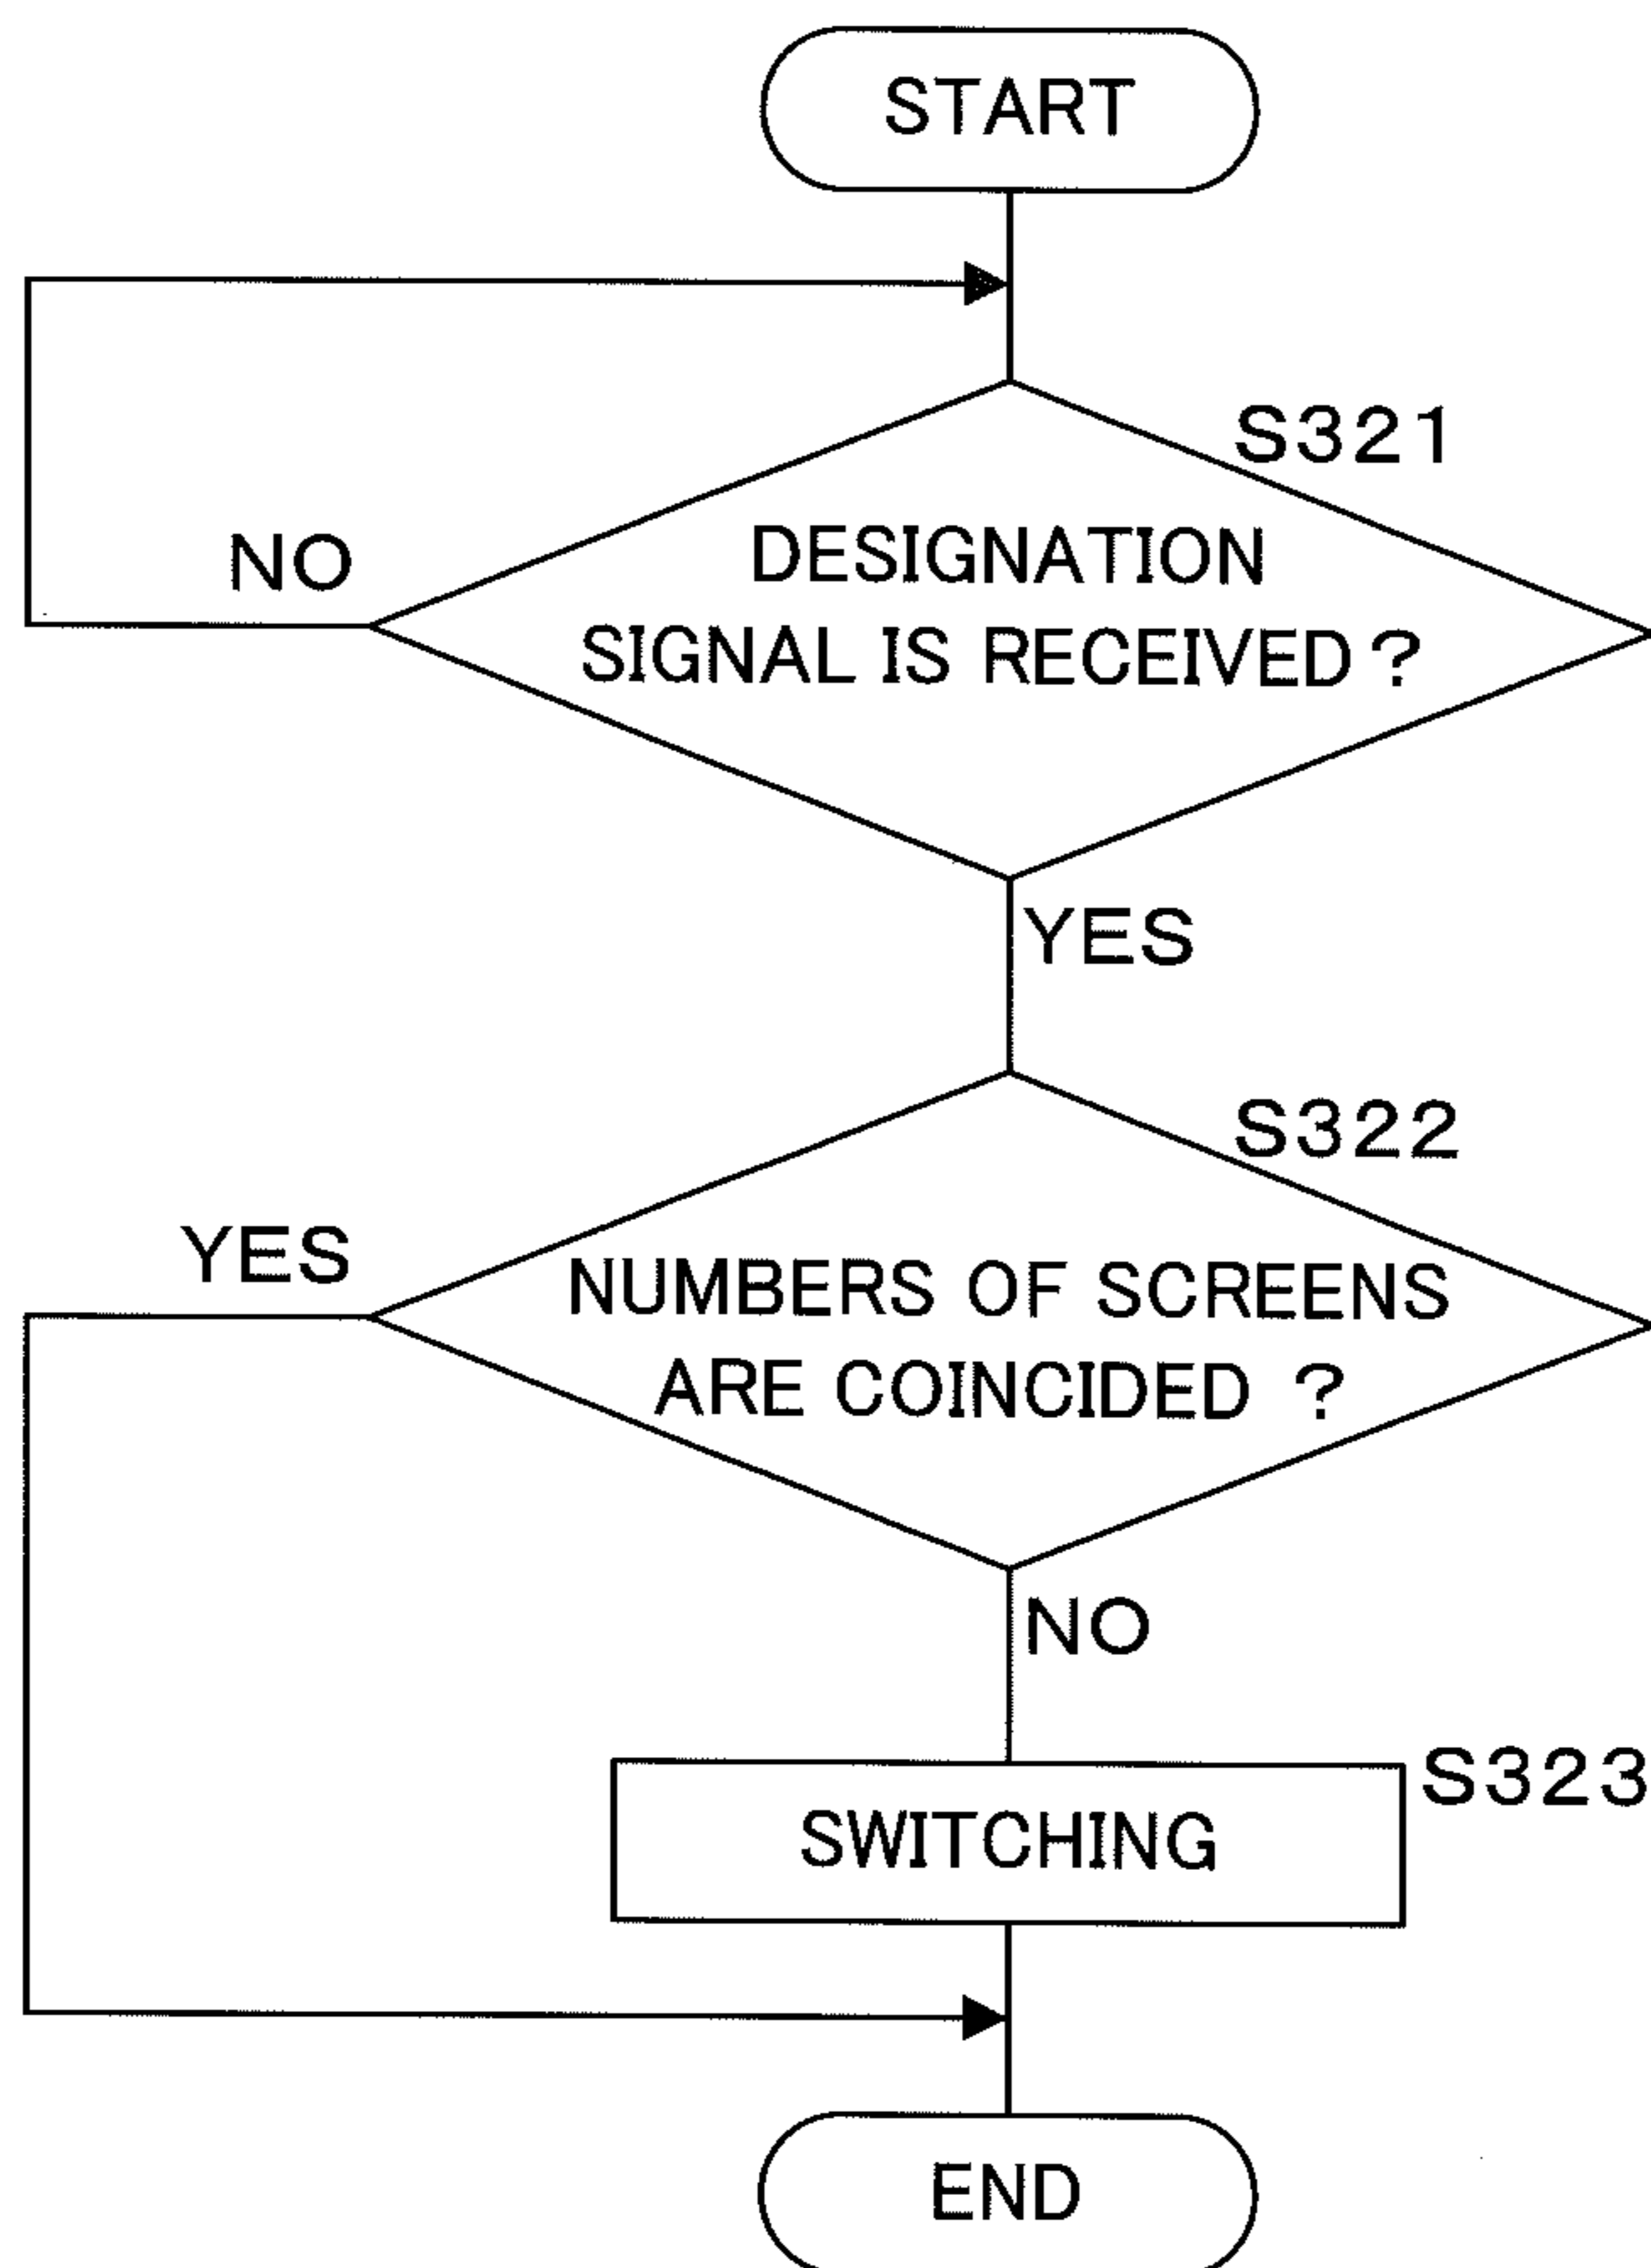 START
S321
NO
DESIGNATION
SIGNAL IS RECEIVED ?
YES
S322
YES
NUMBERS OF SCREENS
ARE COINCIDED ?
NO
S323
SWITCHING
END